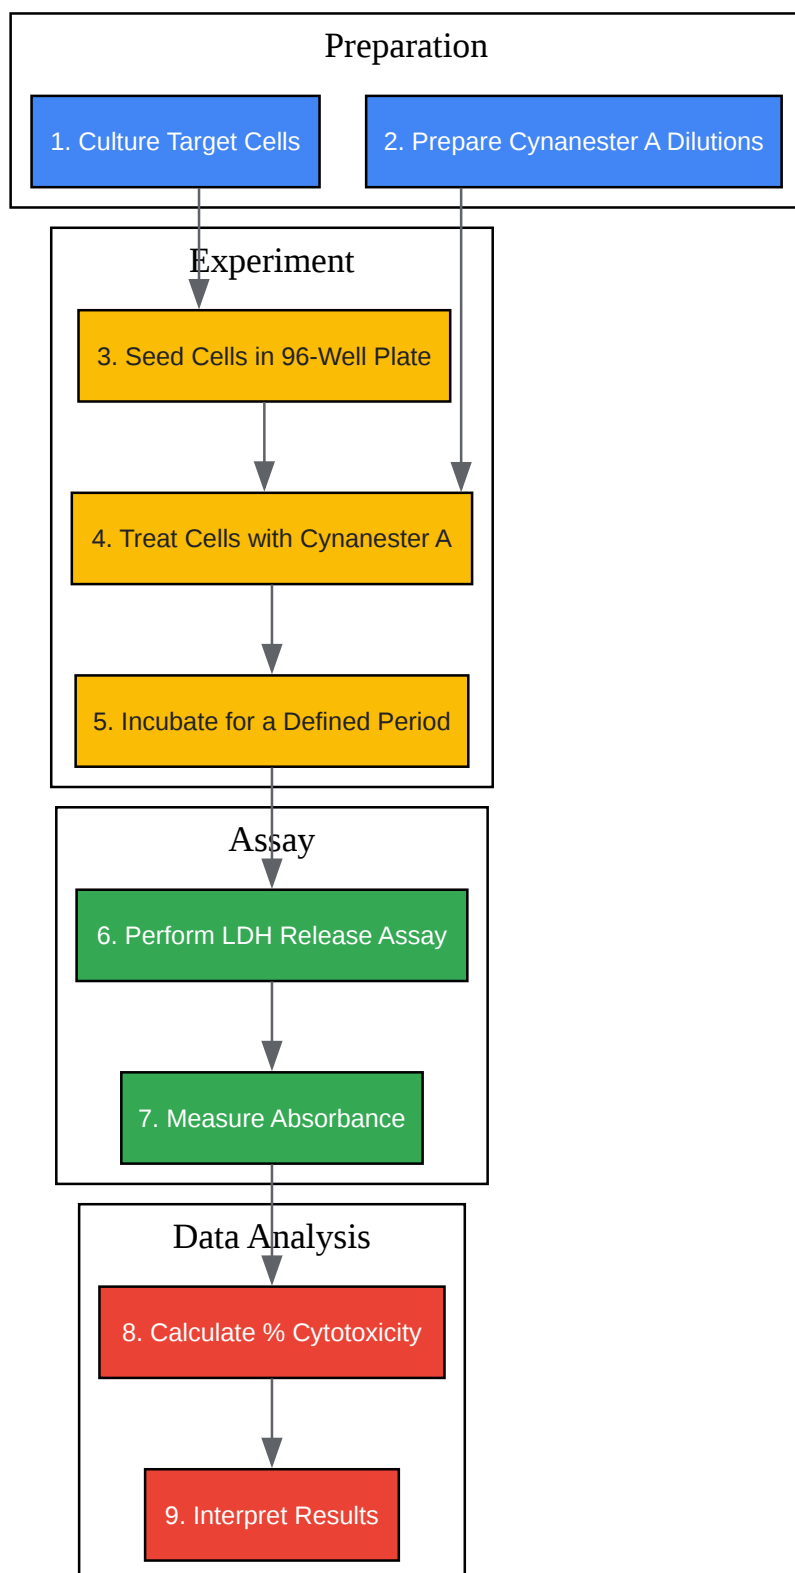 Preparation
1. Culture Target Cells
2. Prepare Cynanester A Dilutions
Experiment
3. Seed Cells in 96-Well Plate
4. Treat Cells with Cynanester A
5. Incubate for a Defined Period
Assay
6. Perform LDH Release Assay
7. Measure Absorbance
Data Analysis
8. Calculate % Cytotoxicity
9. Interpret Results